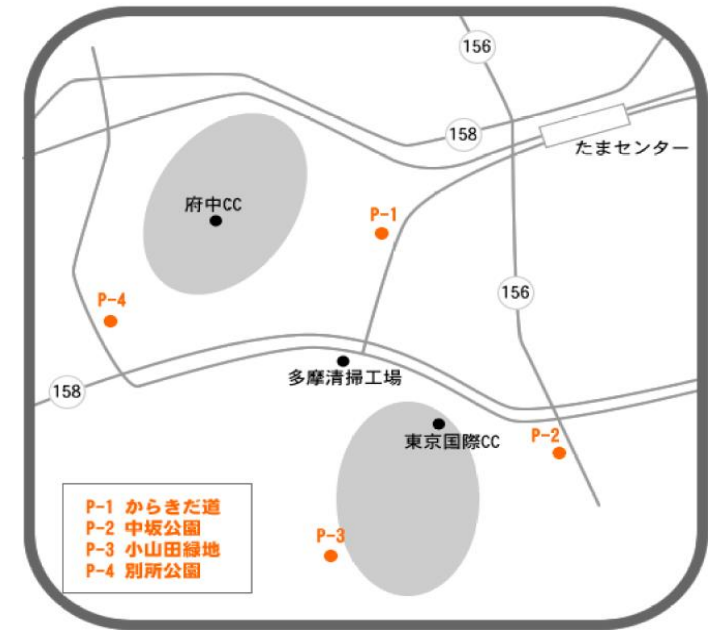 156
158
たまセンター
府中CC
P-1
156
P-4
多摩清掃工場
158
東京国際CC
P-2
P-3
P-1 からきだ道
P-2 中坂公園
P-3 小山田緑地
P-4 別所公園